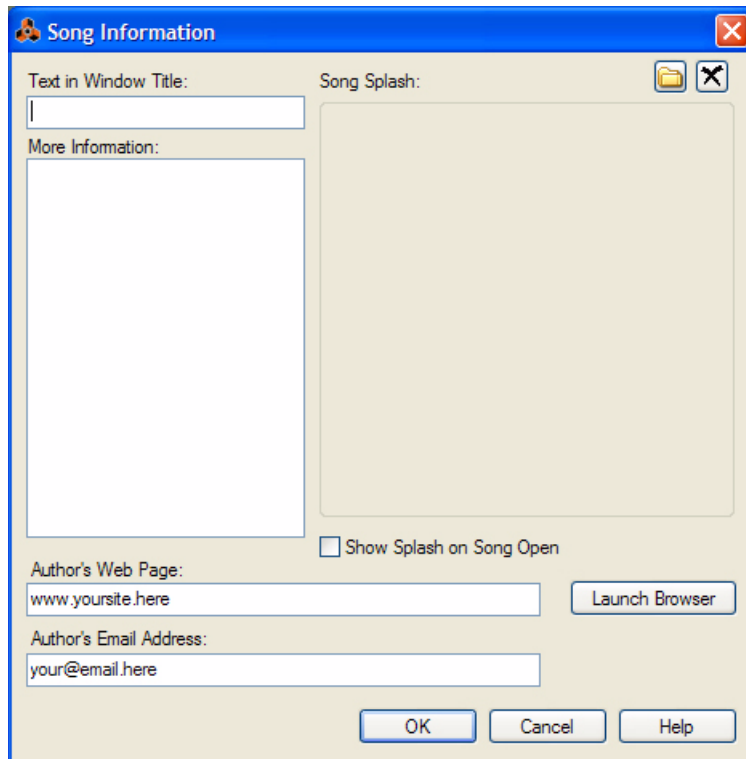 Song Information
Text in Window Title:
Song Splash:
More Information:
Show Splash on Song Open
Author's Web Page:
www.yoursite.here
Launch Browser
Author's Email Address:
your@email.here
OK
Cancel
Help